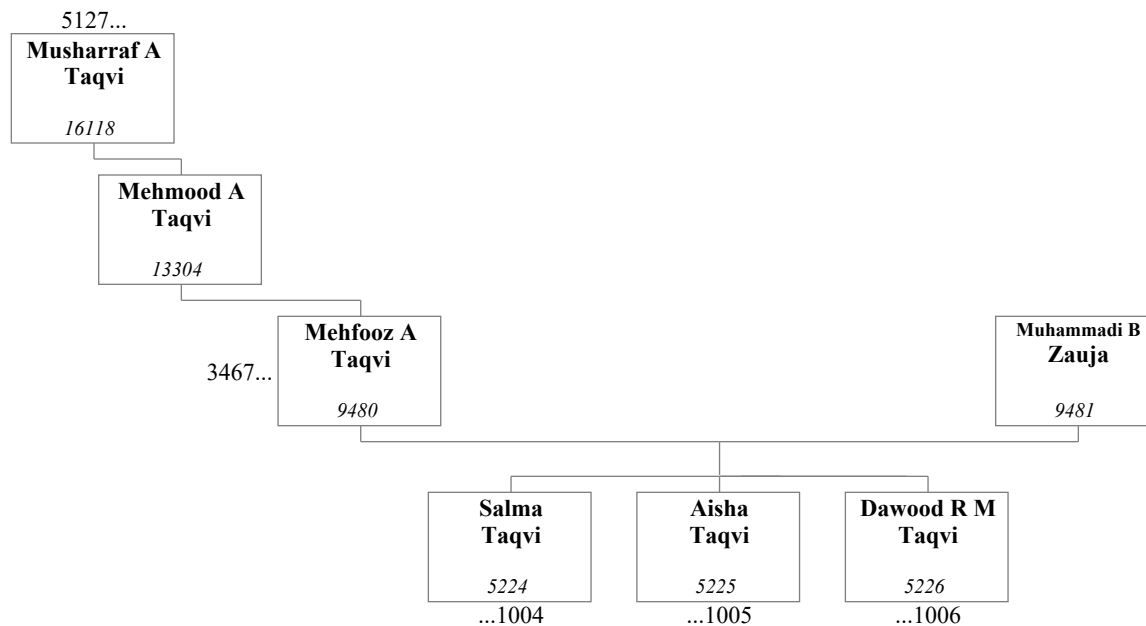 5127...
Musharraf A
Taqvi
16118
Mehmood A
Taqvi
13304
3467...
Mehfooz A
Taqvi
9480
Muhammadi B
Zauja
9481
Salma
Taqvi
5224
...1004
Aisha
Taqvi
5225
...1005
Dawood R M
Taqvi
5226
...1006